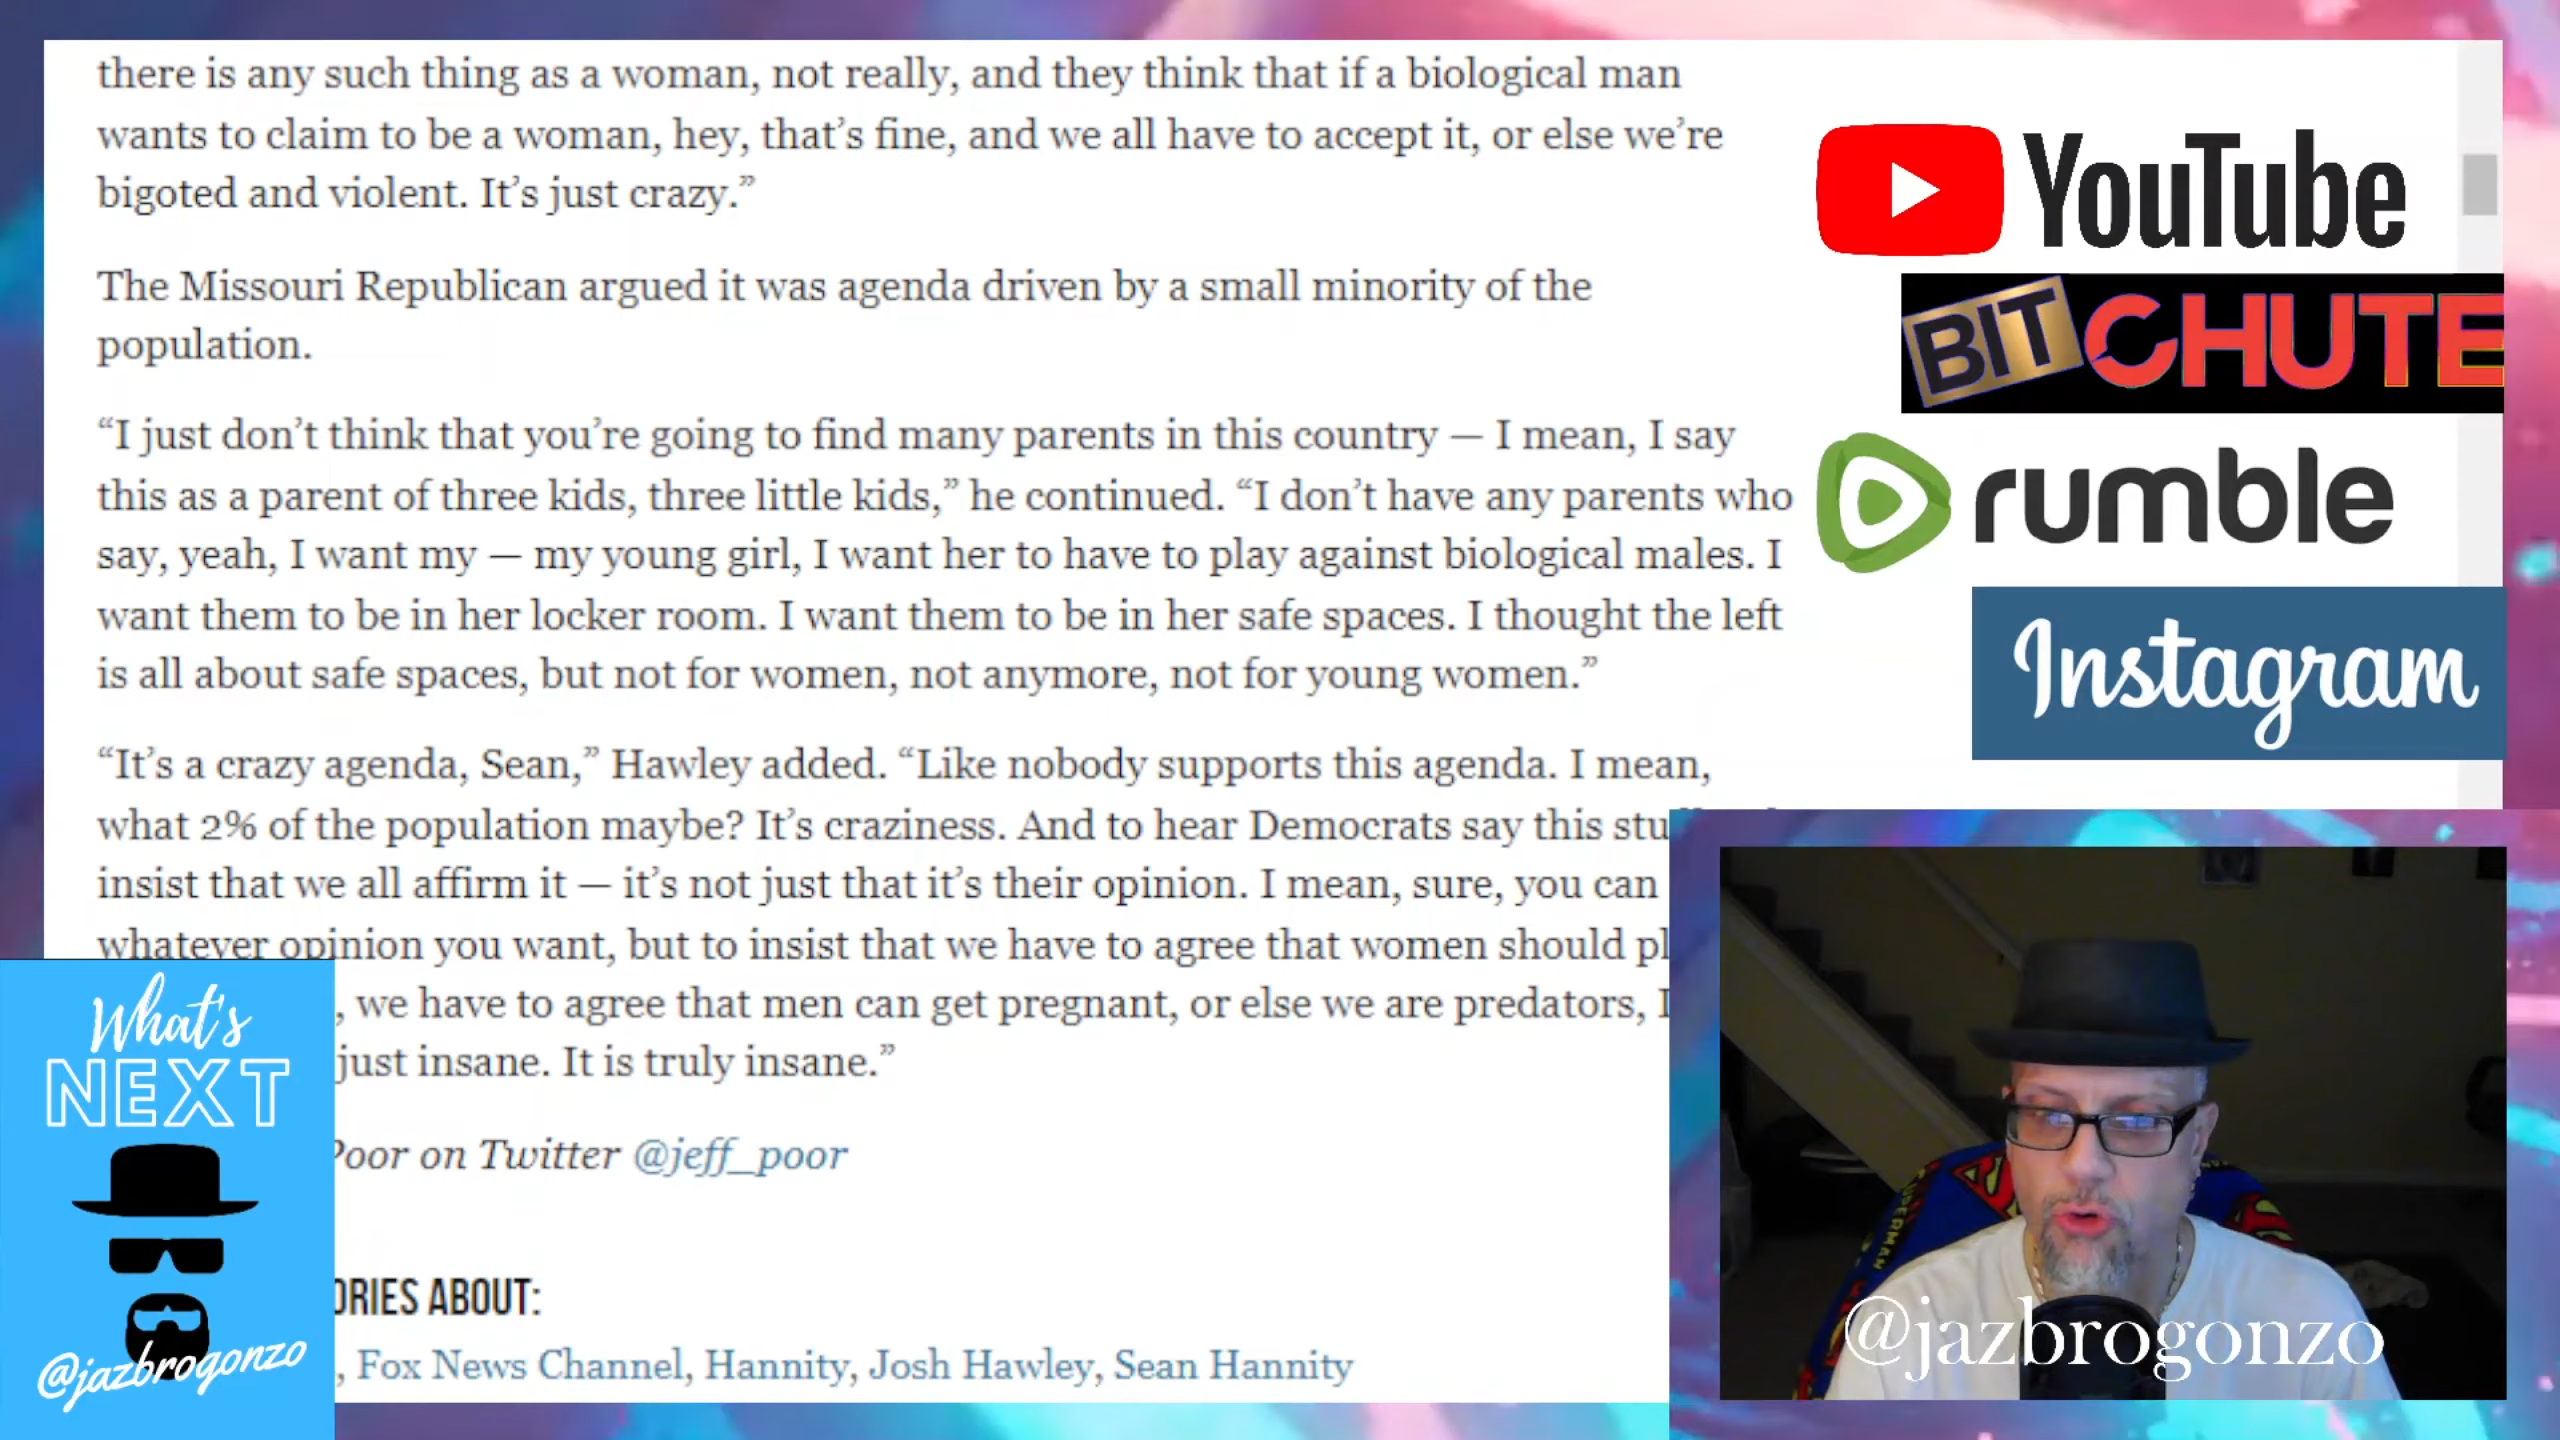 there is any such thing as a woman, not really, and they think that if a biological man
wants to claim to be a woman, hey, that’s fine, and we all have to accept it, or else we’re
bigoted and violent. It’s just crazy.”
The Missouri Republican argued it was agenda driven by a small minority of the
population.
“I just don’t think that you’re going to find many parents in this country — I mean, I say
this as a parent of three kids, three little kids,” he continued. “I don’t have any parents who
say, yeah, I want my — my young girl, I want her to have to play against biological males. I
want them to be in her locker room. I want them to be in her safe spaces. I thought the left
is all about safe spaces, but not for women, not anymore, not for young women.”
“It’s a crazy agenda, Sean,” Hawley added. “Like nobody supports this agenda. I mean,
what 2% of the population maybe? It’s craziness. And to hear Democrats say this
insist that we all affirm it — it’s not just that it’s their opinion. I mean, sure, you can
whatever opinion you want, but to insist that we have to agree that women should
, we have to agree that men can get pregnant, or else we are predators,
just insane. It is truly insane.”
Poor on Twitter @jeff_poor
ORIES ABOUT:
, Fox News Channel, Hannity, Josh Hawley, Sean Hannity
YouTube
BITCHUTE
rumble
Instagram
What's
NEXT
@jazbrogonzo
SUPERMAN
@jazbrogonzo